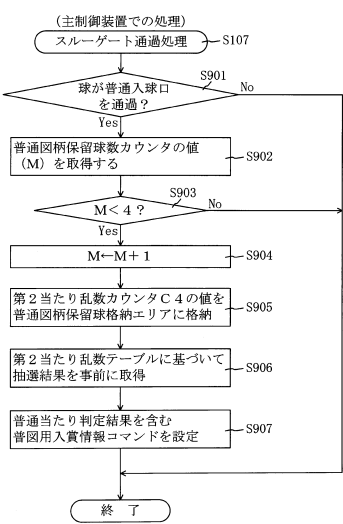 (主制御装置での処理)
スルーゲート通過処理
S107
球が普通入球口
を通過?
S901
No
Yes
普通図柄保留球数カウンタの値
(M)を取得する
S902
M<4?
S903
No
Yes
M←M+1
S904
第2当たり乱数カウンタC4の値を
普通図柄保留球格納エリアに格納
S905
第2当たり乱数テーブルに基づいて
抽選結果を事前に取得
S906
普通当たり判定結果を含む
普図用入賞情報コマンドを設定
S907
終 了